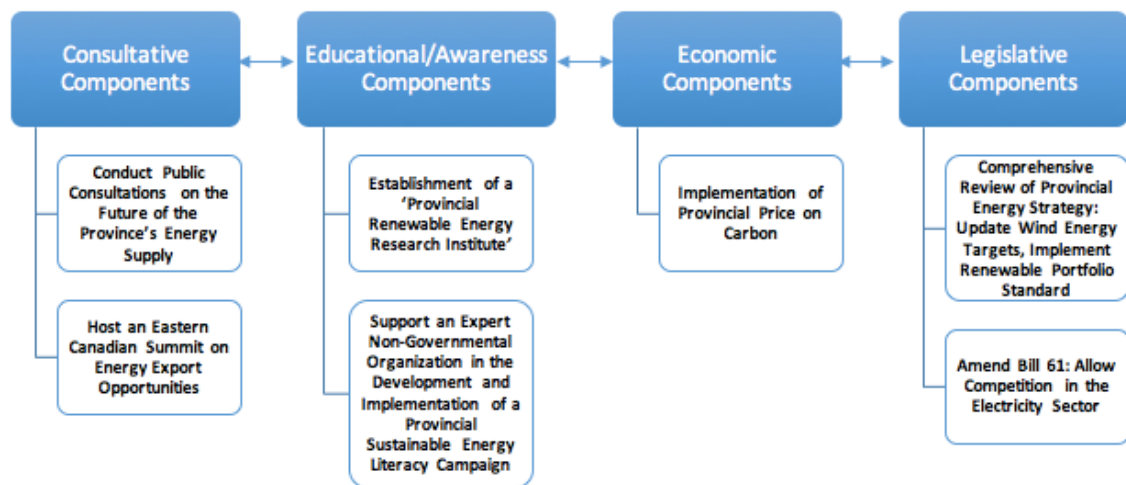 Consultative
Components
Educational/Awareness
Components
Economic
Components
Legislative
Components
Conduct Public
Consultations on the
Future of the
Province's Energy
Supply
Host an Eastern
Canadian Summit on
Energy Export
Opportunities
Establishment of a
'Provincial
Renewable Energy
Research Institute'
Support an Expert
Non-Governmental
Organization in the
Development and
Implementation of a
Provincial
Sustainable Energy
Literacy Campaign
Implementation of
Provincial Price on
Carbon
Comprehensive
Review of Provincial
Energy Strategy:
Update Wind Energy
Targets, Implement
Renewable Portfolio
Standard
Amend Bill 61: Allow
Competition in the
Electricity Sector